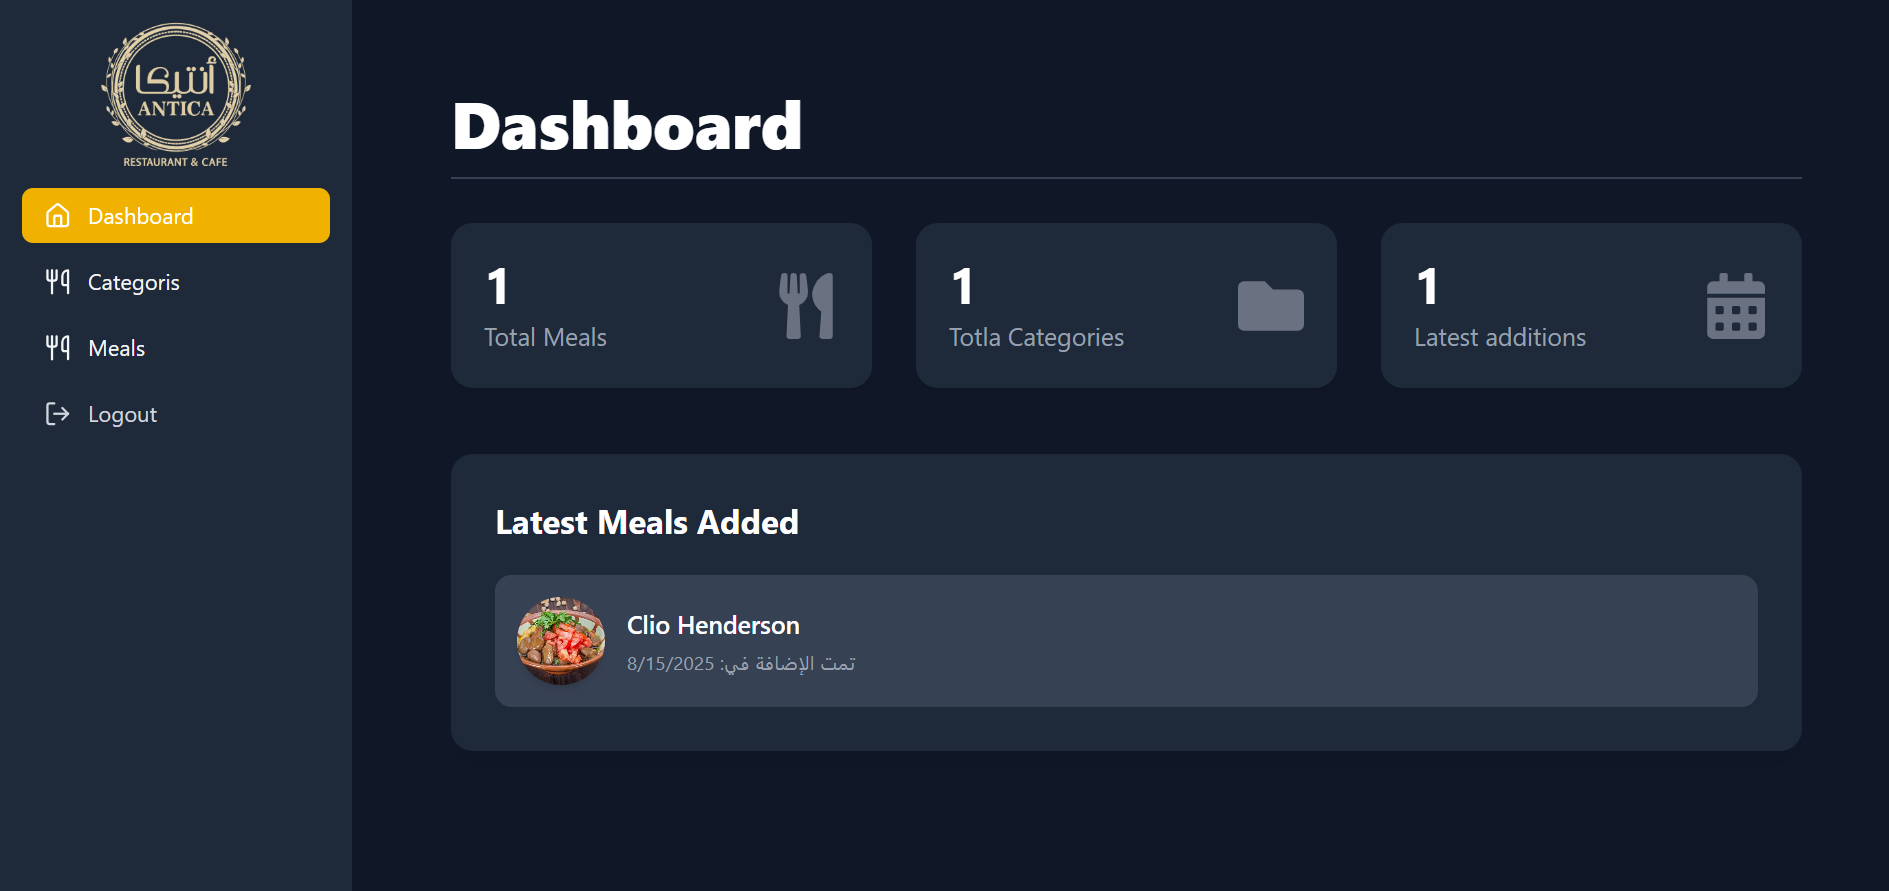 أنتيكا
ANTICA
RESTAURANT & CAFE
Dashboard
Categoris
Meals
Logout
Dashboard
1
Total Meals
1
Totla Categories
1
Latest additions
Latest Meals Added
Clio Henderson
تمت الإضافة في: 8/15/2025